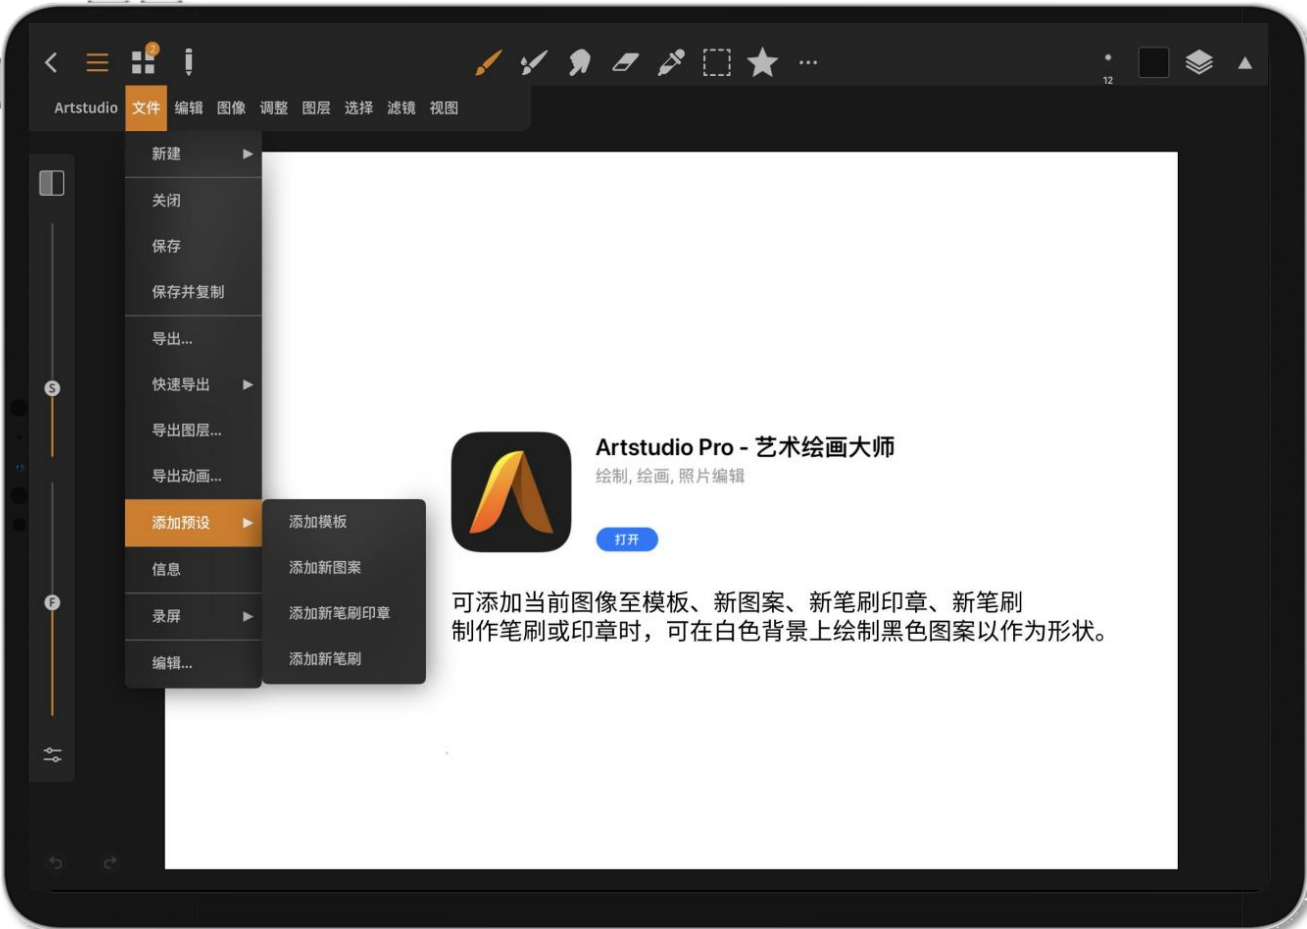 2
12
Artstudio 文件 编辑 图像 调整 图层 选择 滤镜 视图
新建
关闭
保存
保存并复制
导出...
快速导出
导出图层...
导出动画...
添加预设
信息
录屏
编辑...
添加模板
添加新图案
添加新笔刷印章
添加新笔刷
S
F
Artstudio Pro - 艺术绘画大师
绘制, 绘画, 照片编辑
打开
可添加当前图像至模板、新图案、新笔刷印章、新笔刷
制作笔刷或印章时，可在白色背景上绘制黑色图案以作为形状。